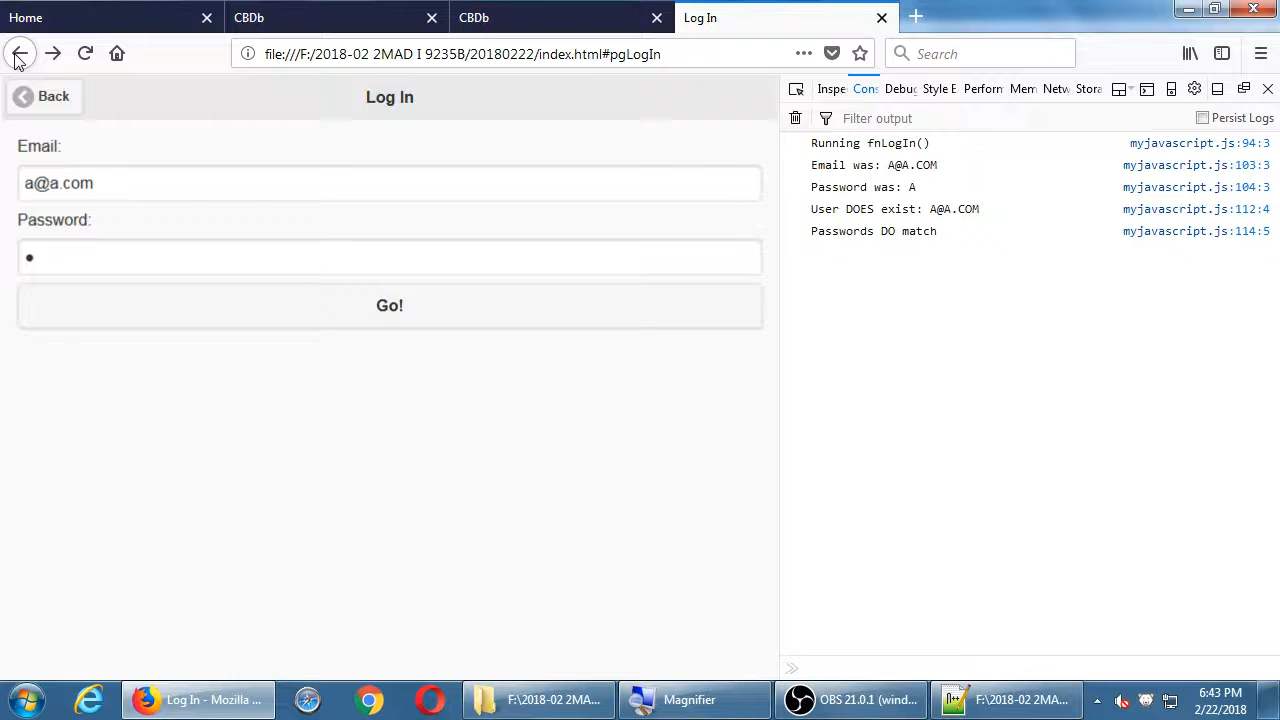 Home
CBDb
CBDb
Log In
file:///F:/2018-02 2MAD I 9235B/20180222/index.html#pgLogIn
Search
Back
Log In
Inspe
Cons
Debug
Style E
Perform
Mem
Netw
Stora
Filter output
Persist Logs
Email:
a@a.com
Password:
Go!
Running fnLogIn() myjavascript.js:94:3
Email was: A@A.COM myjavascript.js:103:3
Password was: A myjavascript.js:104:3
User DOES exist: A@A.COM myjavascript.js:112:4
Passwords DO match myjavascript.js:114:5
Log In - Mozilla ...
F:\2018-02 2MA...
Magnifier
OBS 21.0.1 (wind...
F:\2018-02 2MA...
6:43 PM
2/22/2018